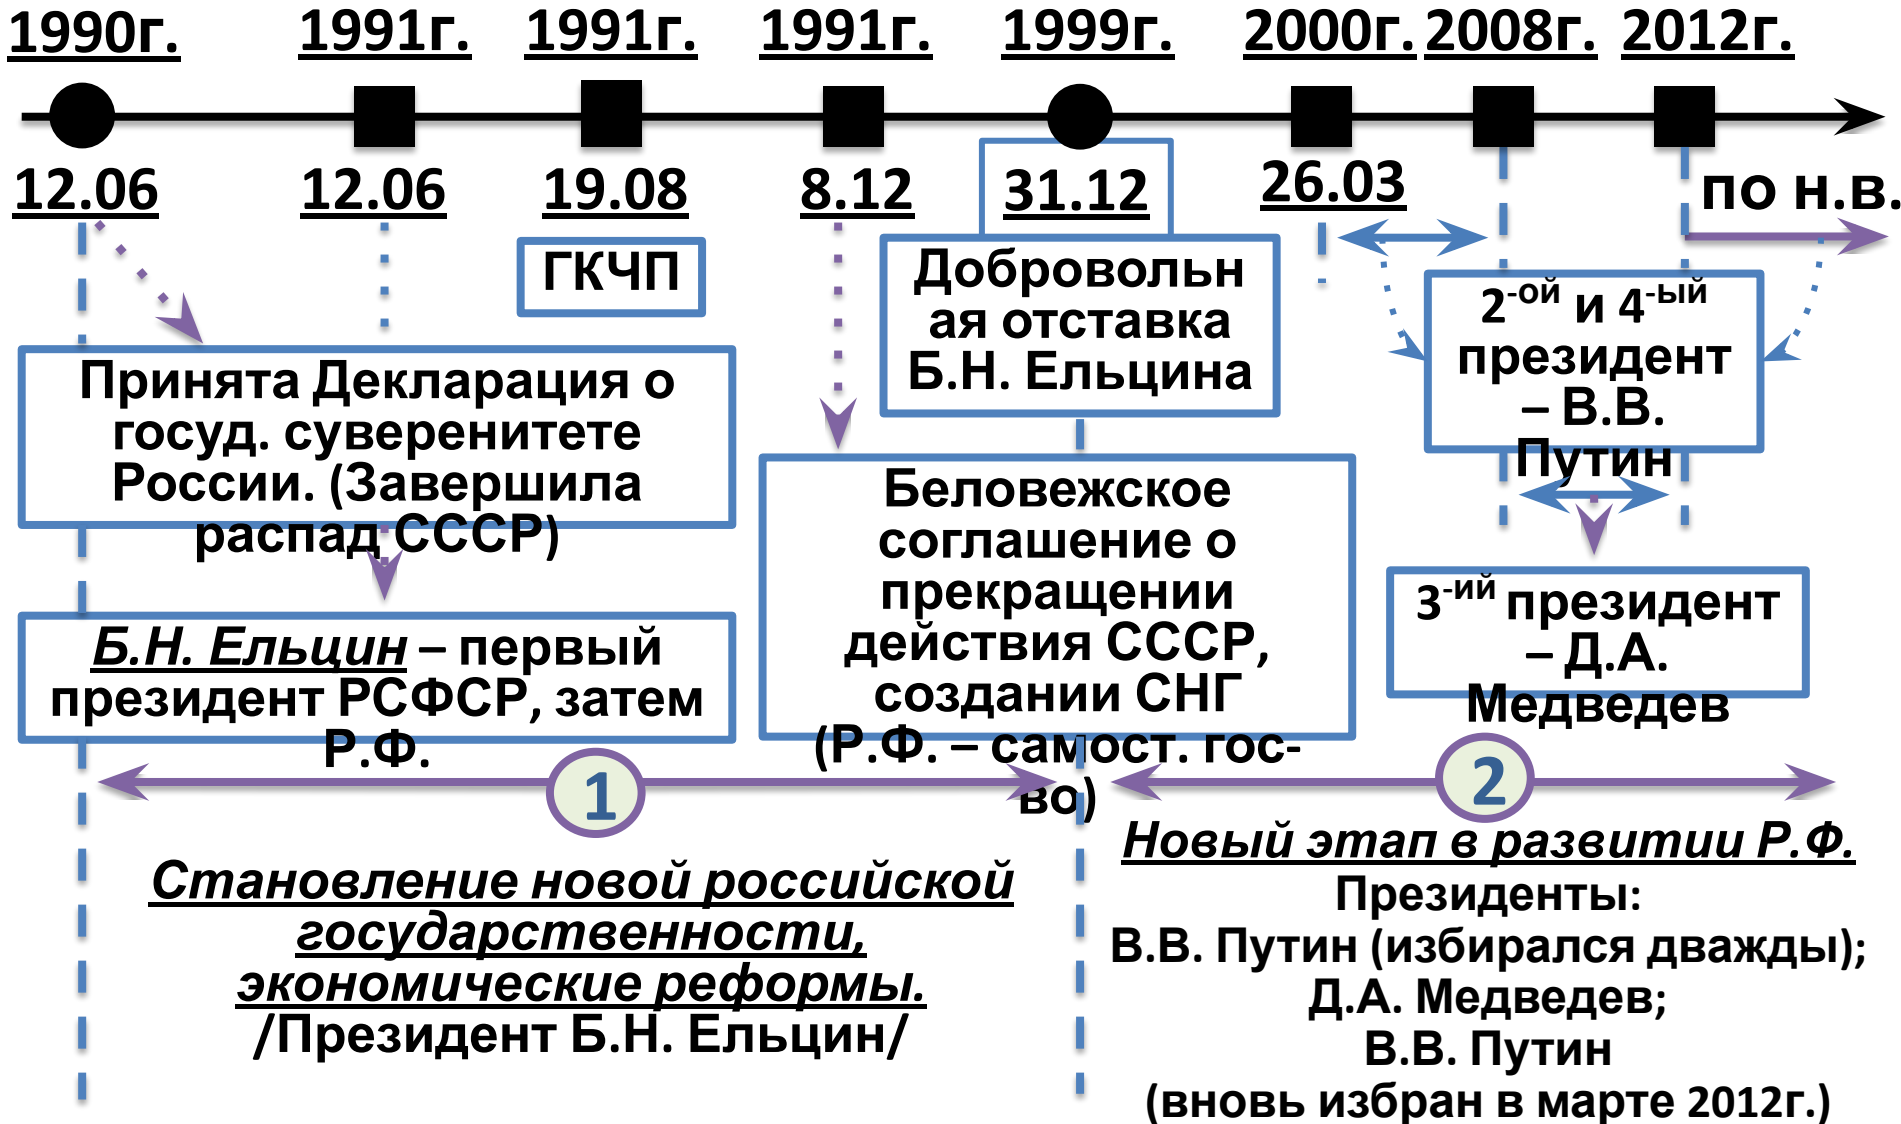 1990г. 1991г. 1991г. 1991г. 1999г. 2000г. 2008г. 2012г.
12.06 12.06 19.08 8.12 31.12 26.03 по н.в.
ГКЧП
Добровольн
ая отставка
Б.Н. Ельцина
2-ой и 4-ый
президент
– В.В.
Путин
Принята Декларация о
госуд. суверенитете
России. (Завершила
распад СССР)
Беловежское
соглашение о
прекращении
действия СССР,
создании СНГ
(Р.Ф. – самост. гос-
во)
3-ий президент
– Д.А.
Медведев
Б.Н. Ельцин – первый
президент РСФСР, затем
Р.Ф.
1
2
Становление новой российской
государственности,
экономические реформы.
/Президент Б.Н. Ельцин/
Новый этап в развитии Р.Ф.
Президенты:
В.В. Путин (избирался дважды);
Д.А. Медведев;
В.В. Путин
(вновь избран в марте 2012г.)